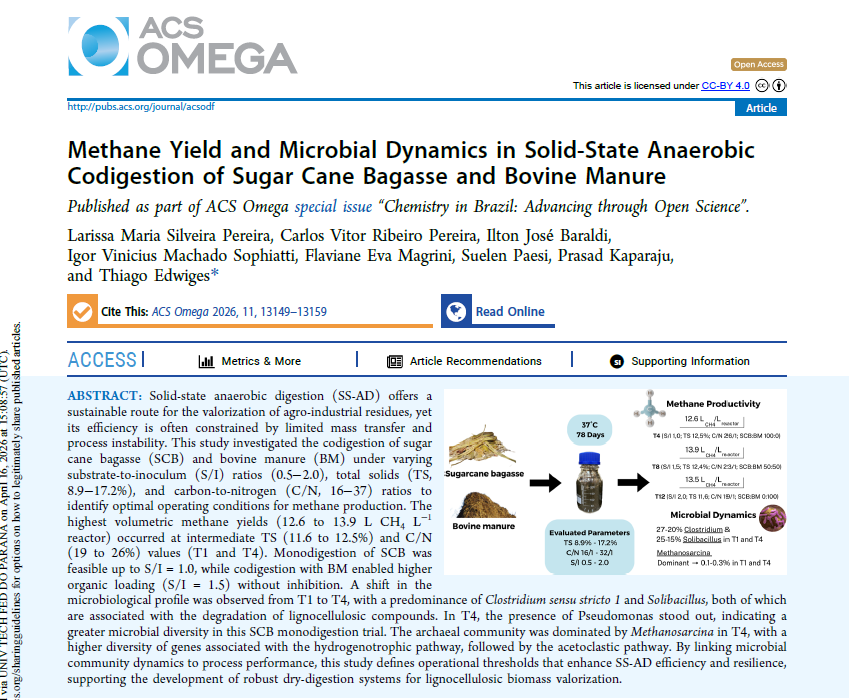 ACS
OMEGA
Open Access
This article is licensed under CC-BY 4.0
http://pubs.acs.org/journal/acsodf
Article
Methane Yield and Microbial Dynamics in Solid-State Anaerobic
Codigestion of Sugar Cane Bagasse and Bovine Manure
Published as part of ACS Omega special issue “Chemistry in Brazil: Advancing through Open Science”.
Larissa Maria Silveira Pereira, Carlos Vitor Ribeiro Pereira, Ilton José Baraldi,
Igor Vinicius Machado Sophiatti, Flaviane Eva Magrini, Suelen Paesi, Prasad Kaparaju,
and Thiago Edwiges*
Cite This: ACS Omega 2026, 11, 13149–13159
Read Online
ACCESS
Metrics & More
Article Recommendations
SI Supporting Information
ABSTRACT: Solid-state anaerobic digestion (SS-AD) offers a
sustainable route for the valorization of agro-industrial residues, yet
its efficiency is often constrained by limited mass transfer and
process instability. This study investigated the codigestion of sugar
cane bagasse (SCB) and bovine manure (BM) under varying
substrate-to-inoculum (S/I) ratios (0.5−2.0), total solids (TS,
8.9−17.2%), and carbon-to-nitrogen (C/N, 16−37) ratios to
identify optimal operating conditions for methane production. The
highest volumetric methane yields (12.6 to 13.9 L CH4 L−1
reactor) occurred at intermediate TS (11.6 to 12.5%) and C/N
(19 to 26%) values (T1 and T4). Monodigestion of SCB was
feasible up to S/I = 1.0, while codigestion with BM enabled higher
organic loading (S/I = 1.5) without inhibition. A shift in the
microbiological profile was observed from T1 to T4, with a predominance of Clostridium sensu stricto 1 and Solibacillus, both of which
are associated with the degradation of lignocellulosic compounds. In T4, the presence of Pseudomonas stood out, indicating a
greater microbial diversity in this SCB monodigestion trial. The archaeal community was dominated by Methanosarcina in T4, with a
higher diversity of genes associated with the hydrogenotrophic pathway, followed by the acetoclastic pathway. By linking microbial
community dynamics to process performance, this study defines operational thresholds that enhance SS-AD efficiency and resilience,
supporting the development of robust dry-digestion systems for lignocellulosic biomass valorization.
Sugarcane bagasse
Bovine manure
37°C
78 Days
Evaluated Parameters
TS 8.9% - 17.2%
C/N 16/1 - 32/1
S/I 0.5 - 2.0
Methane Productivity
12.6 L CH4 /L reactor
T4 (S/I 1,0; TS 12,5%; C/N 26/1; SCB:BM 100:0)
13.9 L CH4 /L reactor
T8 (S/I 1,5; TS 12,4%; C/N 23/1; SCB:BM 50:50)
13.5 L CH4 /L reactor
T12 (S/I 2,0; TS 11,6; C/N 19/1; SCB:BM 0:100)
Microbial Dynamics
27-20% Clostridium &
25-15% Solibacillus in T1 and T4
Methanosarcina
Dominant → 0.1-0.3% in T1 and T4
via UNIV TECH FED DO PARANA on April 16, 2026 at 15:08:57 (UTC).
s.org/sharingguidelines for options on how to legitimately share published articles.